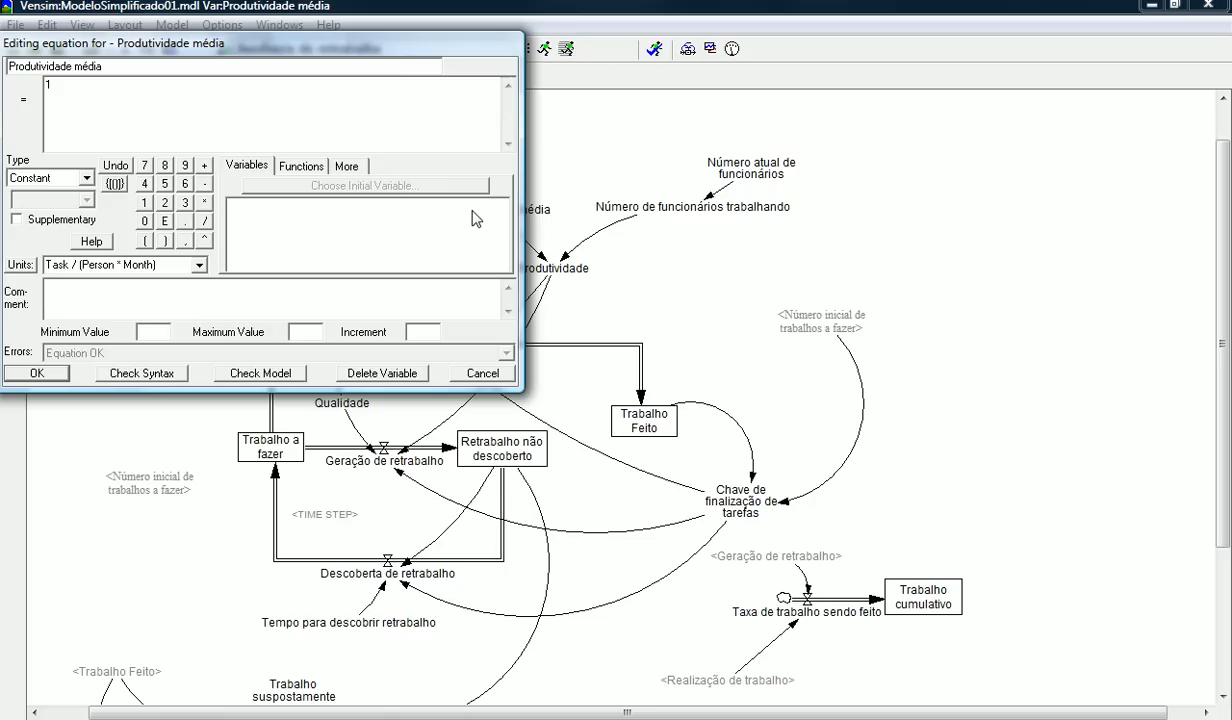 Vensim:ModeloSimplificado01.mdl Var:Produtividade média
File Edit View Layout Model Options Windows Help
Editing equation for - Produtividade média
Produtividade média
=
1
Type
Undo
7 8 9 +
Variables
Functions
More
Constant
{[()]}
4 5 6 -
Choose Initial Variable...
1 2 3 *
Supplementary
0 E . /
Help
( ) , ^
Units:
Task / (Person * Month)
Com-
ment:
Minimum Value
Maximum Value
Increment
Errors:
Equation OK
OK
Check Syntax
Check Model
Delete Variable
Cancel
Número atual de
funcionários
média
Número de funcionários trabalhando
rodutividade
<Número inicial de
trabalhos a fazer>
Qualidade
Trabalho
Feito
Trabalho a
fazer
Geração de retrabalho
Retrabalho não
descoberto
<Número inicial de
trabalhos a fazer>
<TIME STEP>
Chave de
finalização de
tarefas
Descoberta de retrabalho
<Geração de retrabalho>
Trabalho
cumulativo
Taxa de trabalho sendo feito
Tempo para descobrir retrabalho
<Trabalho Feito>
Trabalho
suspostamente
<Realização de trabalho>